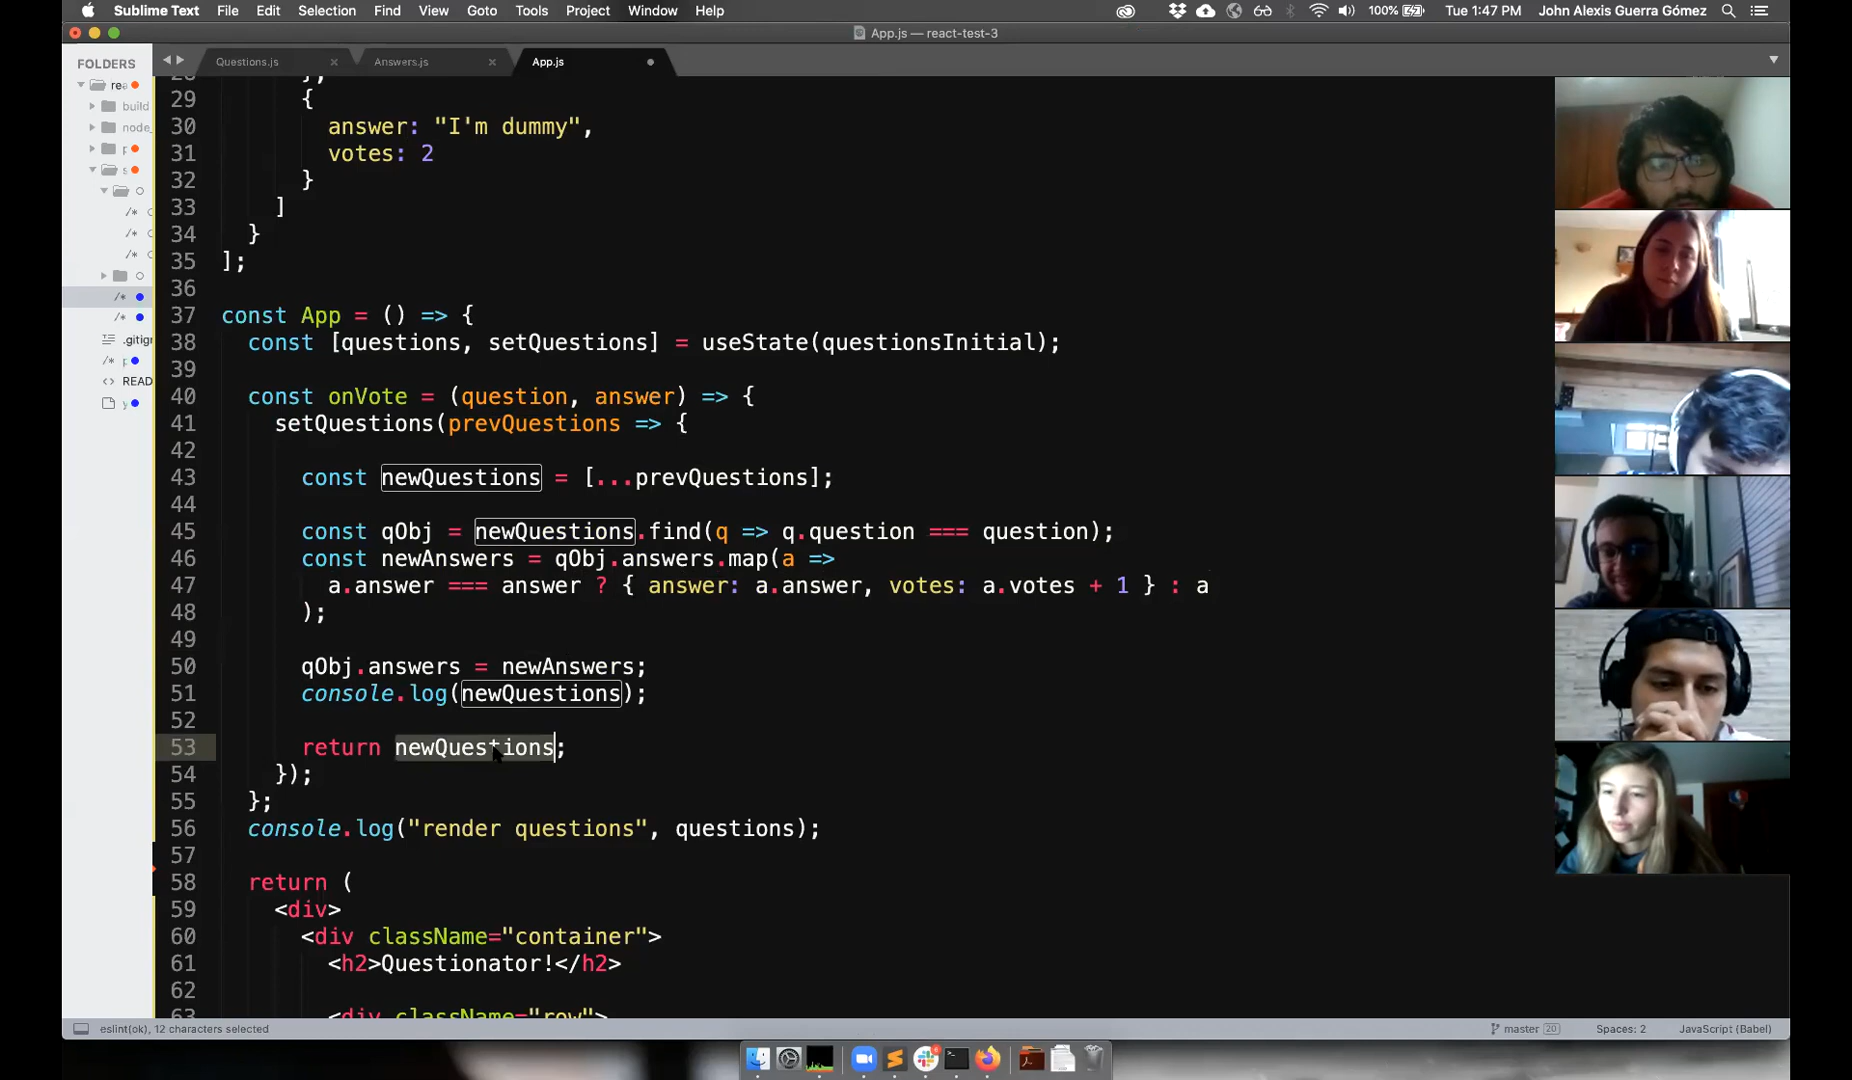 Sublime Text File Edit Selection Find View Goto Tools Project Window Help 100% Tue 1:47 PM John Alexis Guerra Gómez
App.js — react-test-3
FOLDERS
Questions.js
Answers.js
App.js
rea
build
node_
p
s
/*
/*
/*
/*
/*
.gitigr
/* p
<> READ
y
29 {
30 answer: "I'm dummy",
31 votes: 2
32 }
33 ]
34 }
35 ];
36
37 const App = () => {
38 const [questions, setQuestions] = useState(questionsInitial);
39
40 const onVote = (question, answer) => {
41 setQuestions(prevQuestions => {
42
43 const newQuestions = [...prevQuestions];
44
45 const qObj = newQuestions.find(q => q.question === question);
46 const newAnswers = qObj.answers.map(a =>
47 a.answer === answer ? { answer: a.answer, votes: a.votes + 1 } : a
48 );
49
50 qObj.answers = newAnswers;
51 console.log(newQuestions);
52
53 return newQuestions;
54 });
55 };
56 console.log("render questions", questions);
57
58 return (
59 <div>
60 <div className="container">
61 <h2>Questionator!</h2>
62
63 <div className="row">
eslint(ok), 12 characters selected
master 20
Spaces: 2
JavaScript (Babel)